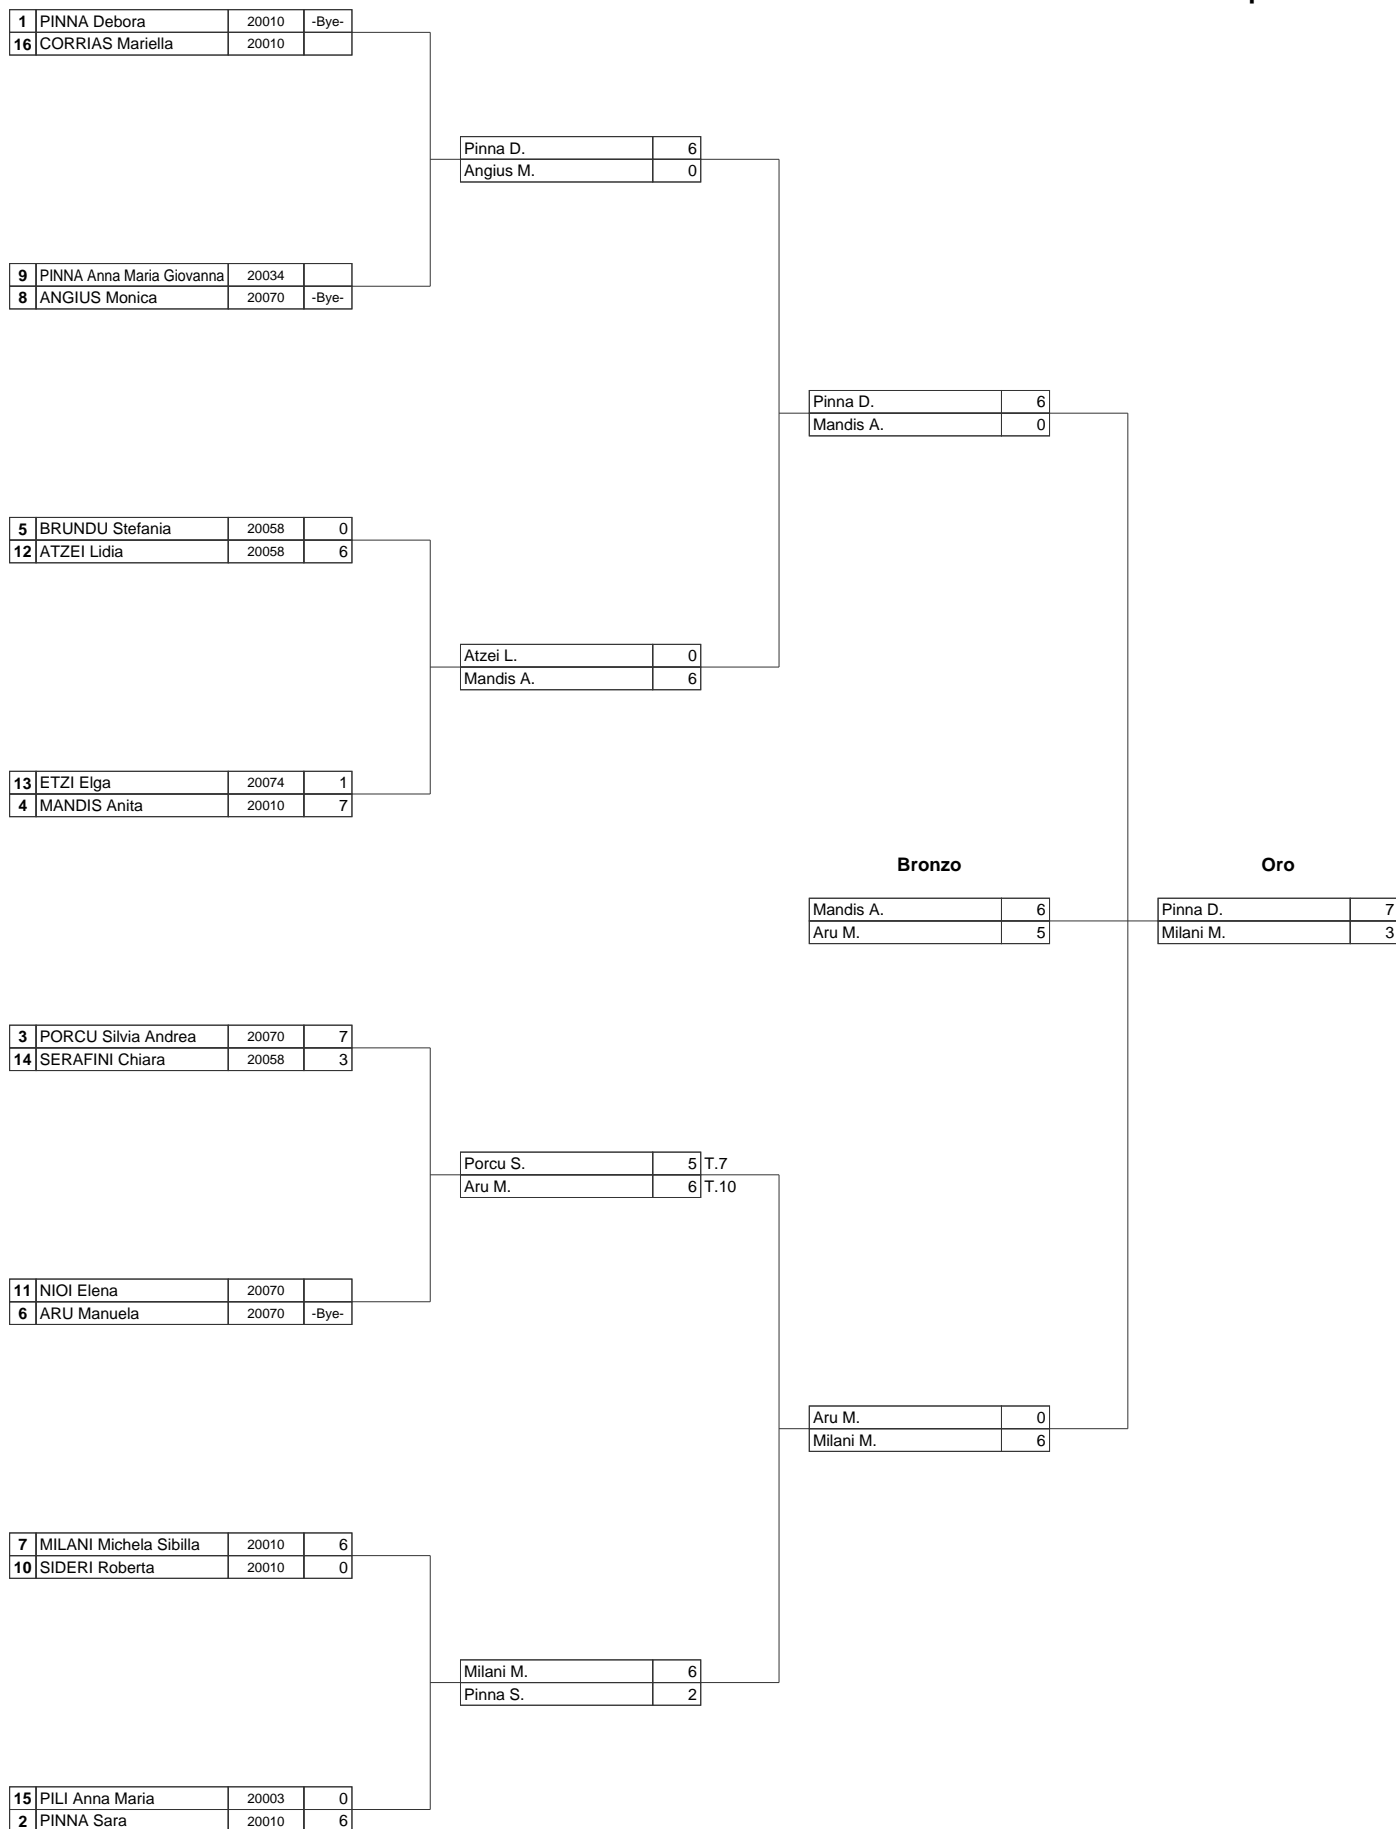 1 PINNA Debora 20010 -Bye-
16 CORRIAS Mariella 20010
Pinna D. 6
Angius M. 0
9 PINNA Anna Maria Giovanna 20034
8 ANGIUS Monica 20070 -Bye-
Pinna D. 6
Mandis A. 0
5 BRUNDU Stefania 20058 0
12 ATZEI Lidia 20058 6
Atzei L. 0
Mandis A. 6
13 ETZI Elga 20074 1
4 MANDIS Anita 20010 7
Bronzo Oro
Mandis A. 6 Pinna D. 7
Aru M. 5 Milani M. 3
3 PORCU Silvia Andrea 20070 7
14 SERAFINI Chiara 20058 3
Porcu S. 5 T.7
Aru M. 6 T.10
11 NIOI Elena 20070
6 ARU Manuela 20070 -Bye-
Aru M. 0
Milani M. 6
7 MILANI Michela Sibilla 20010 6
10 SIDERI Roberta 20010 0
Milani M. 6
Pinna S. 2
15 PILI Anna Maria 20003 0
2 PINNA Sara 20010 6